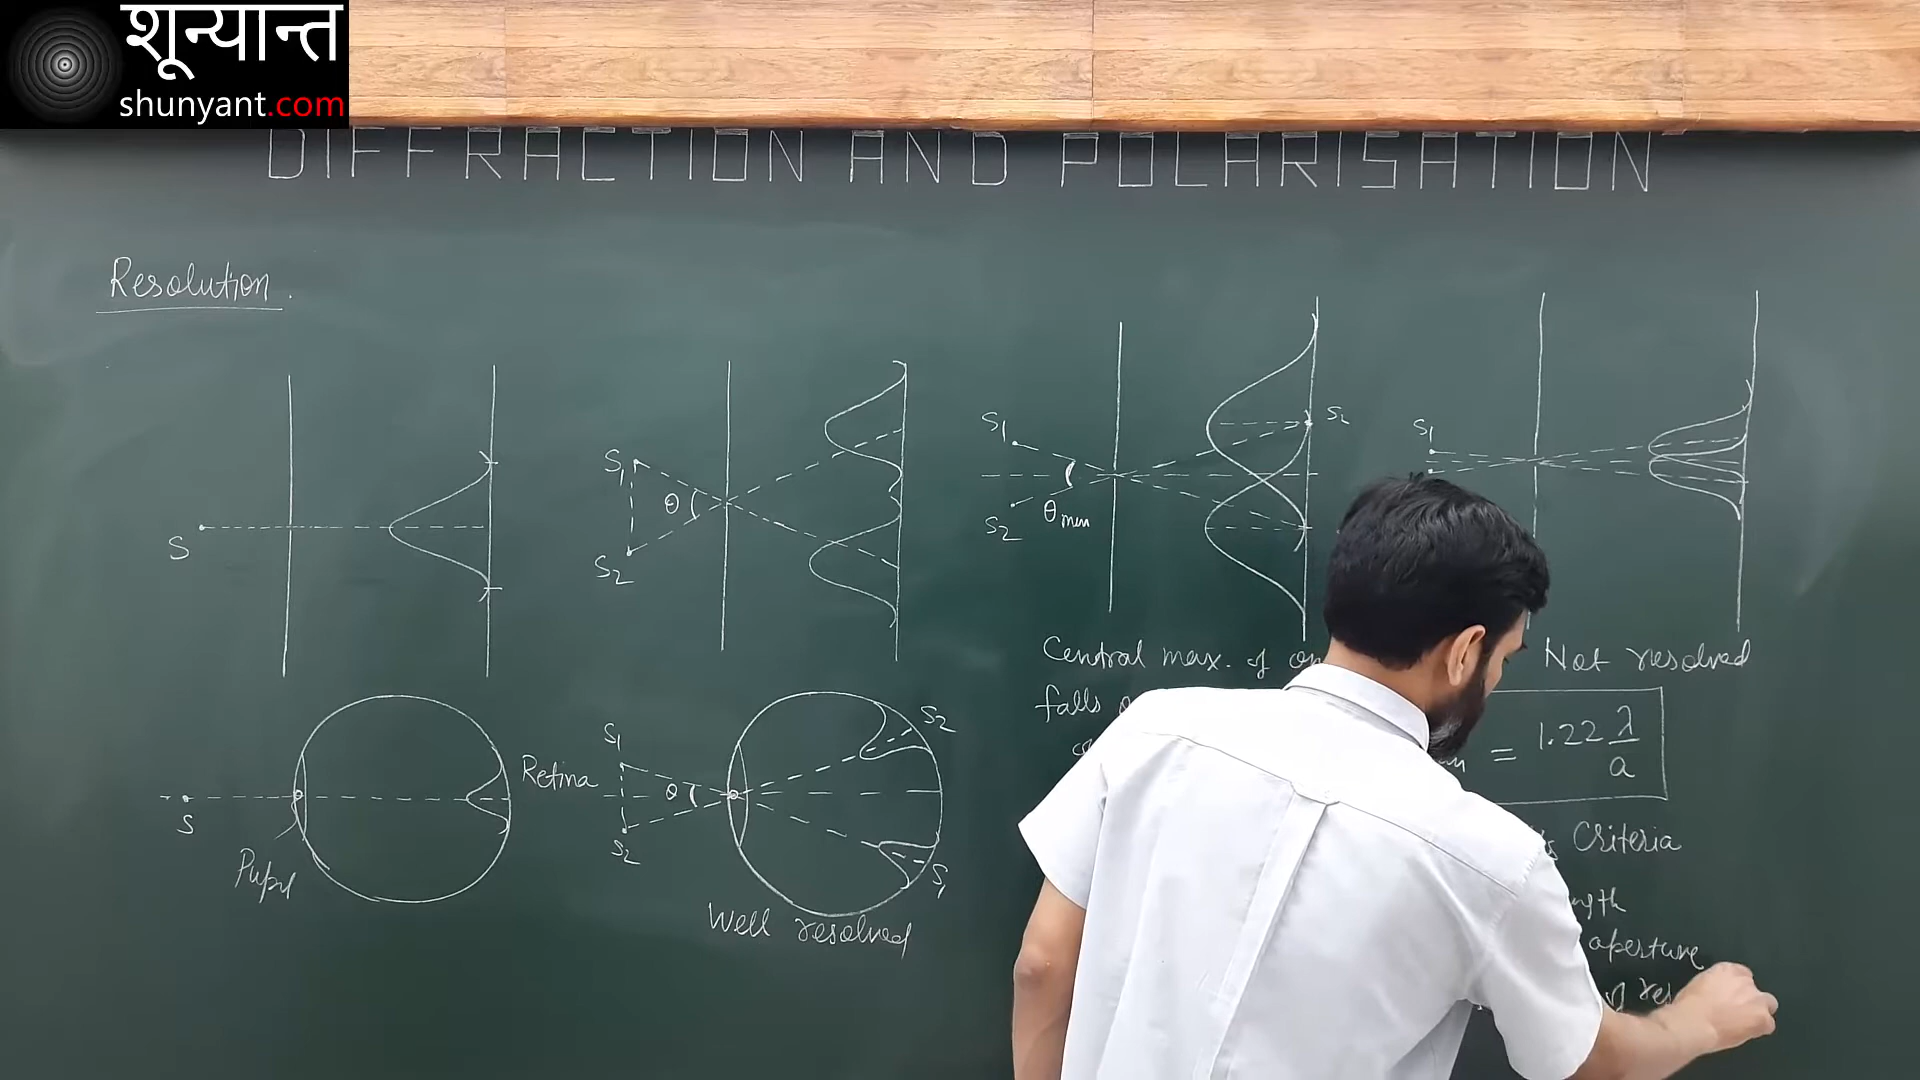 शून्यान्त
shunyant.com
DIFFRACTION AND POLARISATION
Resolution.
S
S1
S2
θ
S1
S2
θmin
S2
S1
Central max. of
falls
Not resolved
= 1.22 λ/a
Criteria
aperture
of
S
Pupil
Retina
S1
S2
θ
S2
S1
Well resolved